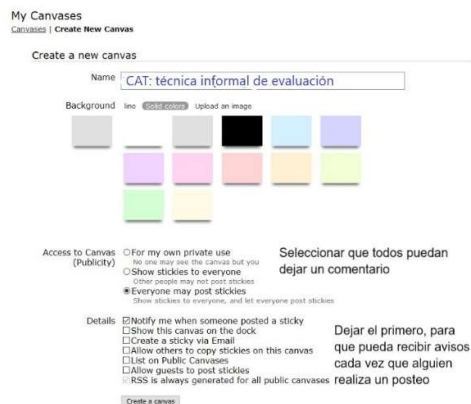 My Canvases
Canvases | Create New Canvas
Create a new canvas
Name CAT: técnica informal de evaluación
Background lino Solid colors Upload an image
Access to Canvas (Publicity)
For my own private use
No one may see the canvas but you
Show stickies to everyone
Other people may not post stickies
Everyone may post stickies
Show stickies to everyone, and let everyone post stickies
Seleccionar que todos puedan
dejar un comentario
Details
Notify me when someone posted a sticky
Show this canvas on the dock
Create a sticky via Email
Allow others to copy stickies on this canvas
List on Public Canvases
Allow guests to post stickies
RSS is always generated for all public canvases
Dejar el primero, para
que pueda recibir avisos
cada vez que alguien
realiza un posteo
Create a canvas